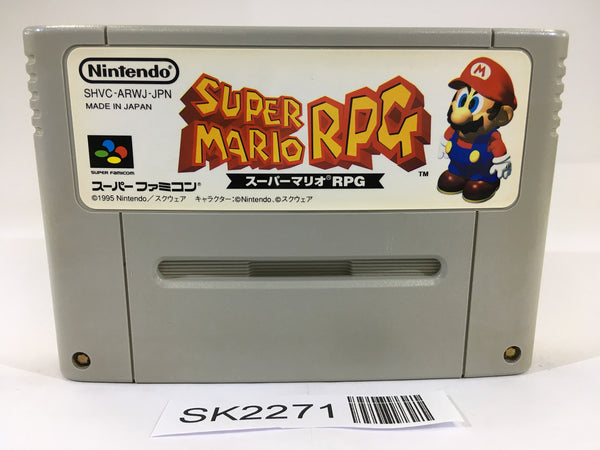 Nintendo®
SHVC-ARWJ-JPN
MADE IN JAPAN
SUPER FAMICOM
スーパーファミコン®
©1995 Nintendo／スクウェア キャラクター:©Nintendo.©スクウェア
SUPER
MARIO RPG
スーパーマリオ®RPG
TM
M
SK2271